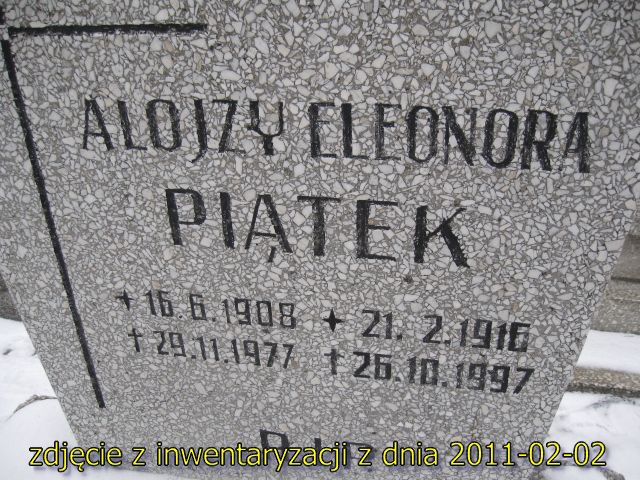 ALOJZY ELEONORA
PIĄTEK
16.6.1908 21. 2.1916
29.11.1977 26.10.1997
zdjęcie z inwentaryzacji z dnia 2011-02-02